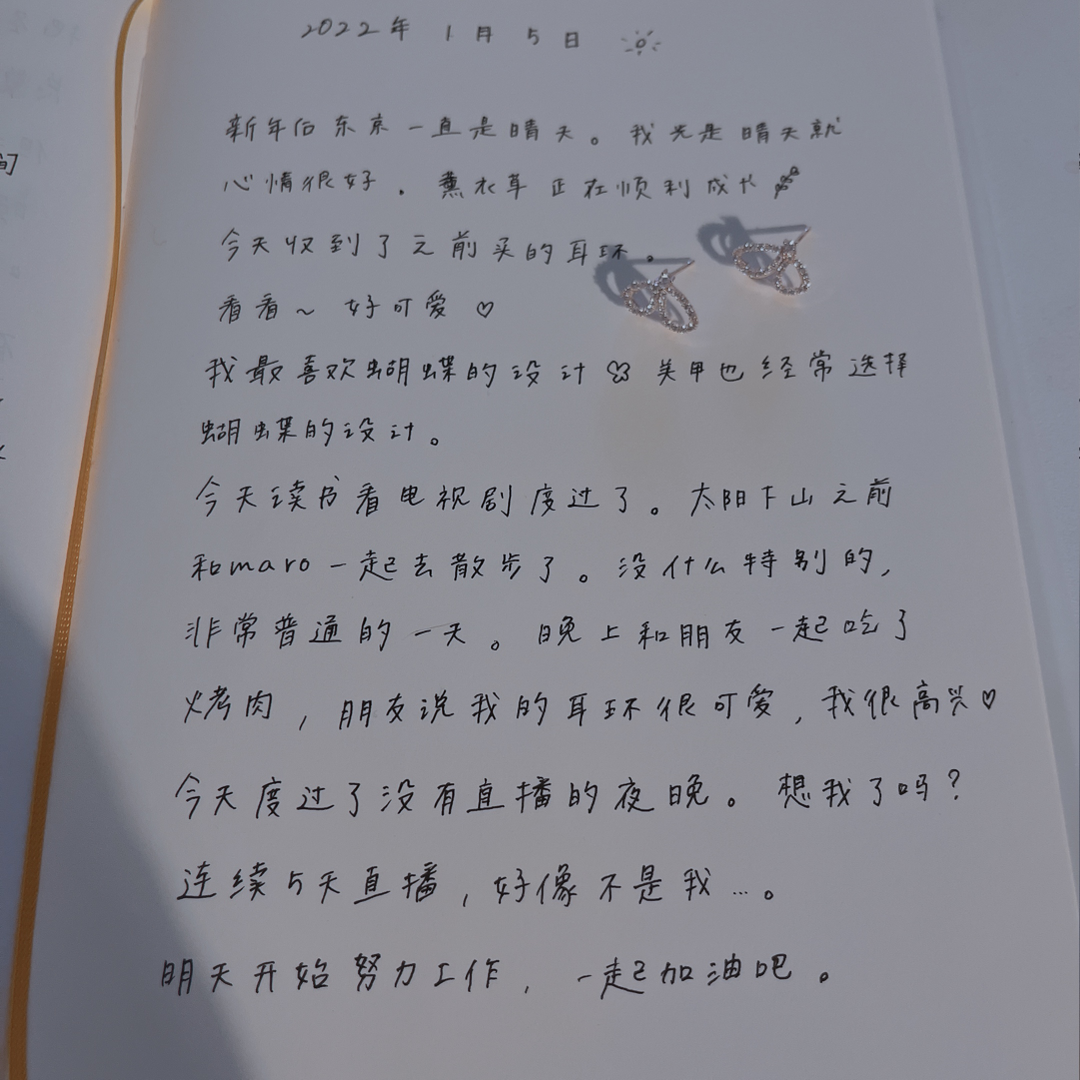 2022年 1月 5日
新年后东京一直是晴天。我光是晴天就
心情很好。薰衣草正在顺利成长
今天收到了之前买的耳环。
看看~ 好可爱♡
我最喜欢蝴蝶的设计 美甲也经常选择
蝴蝶的设计。
今天读书看电视剧度过了。太阳下山之前
和maro一起去散步了。没什么特别的,
非常普通的一天。晚上和朋友一起吃了
烤肉,朋友说我的耳环很可爱,我很高兴♡
今天度过了没有直播的夜晚。想我了吗?
连续5天直播,好像不是我…。
明天开始努力工作,一起加油吧。